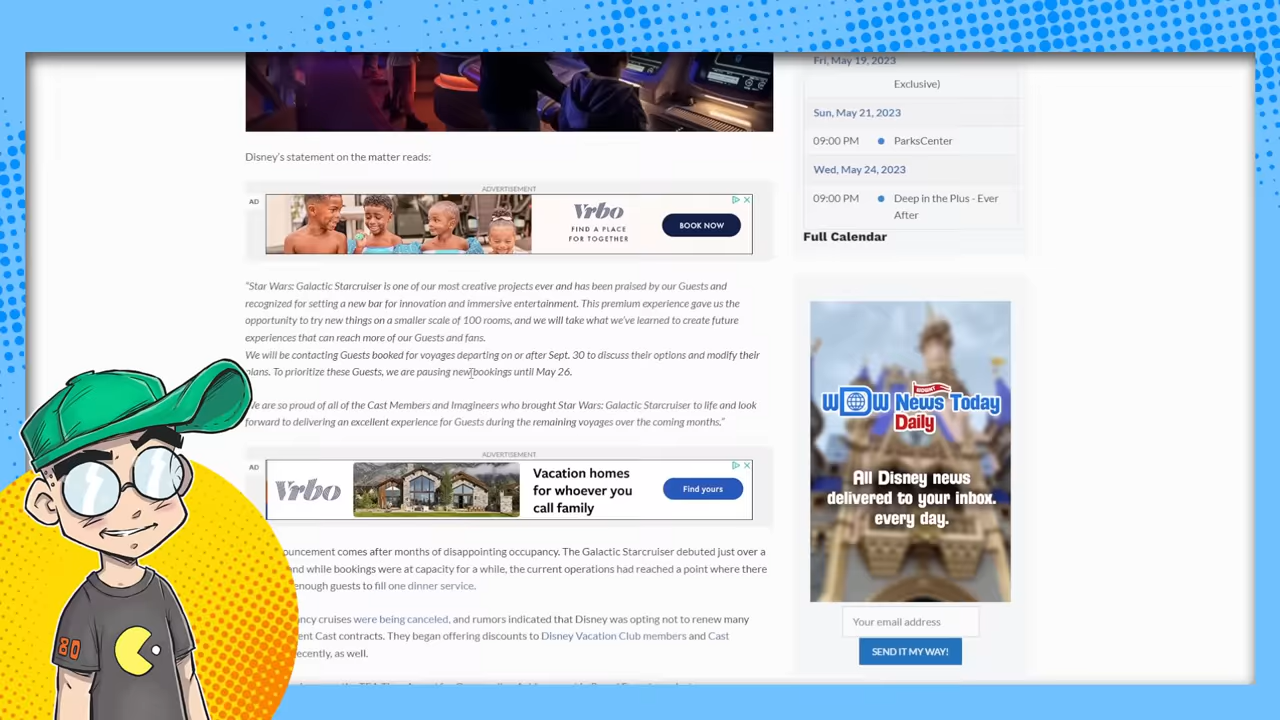 Fri, May 19, 2023
Exclusive)
Sun, May 21, 2023
09:00 PM ParksCenter
Wed, May 24, 2023
09:00 PM Deep in the Plus - Ever
After
Full Calendar
Disney’s statement on the matter reads:
ADVERTISEMENT
AD
Vrbo
FIND A PLACE
FOR TOGETHER
BOOK NOW
“Star Wars: Galactic Starcruiser is one of our most creative projects ever and has been praised by our Guests and
recognized for setting a new bar for innovation and immersive entertainment. This premium experience gave us the
opportunity to try new things on a smaller scale of 100 rooms, and we will take what we’ve learned to create future
experiences that can reach more of our Guests and fans.
We will be contacting Guests booked for voyages departing on or after Sept. 30 to discuss their options and modify their
plans. To prioritize these Guests, we are pausing new bookings until May 26.
We are so proud of all of the Cast Members and Imagineers who brought Star Wars: Galactic Starcruiser to life and look
forward to delivering an excellent experience for Guests during the remaining voyages over the coming months.”
ADVERTISEMENT
AD
Vrbo
Vacation homes
for whoever you
call family
Find yours
ouncement comes after months of disappointing occupancy. The Galactic Starcruiser debuted just over a
nd while bookings were at capacity for a while, the current operations had reached a point where there
enough guests to fill one dinner service.
ncy cruises were being canceled, and rumors indicated that Disney was opting not to renew many
ent Cast contracts. They began offering discounts to Disney Vacation Club members and Cast
ecently, as well.
WDW News Today
Daily
All Disney news
delivered to your inbox.
every day.
Your email address
SEND IT MY WAY!
80